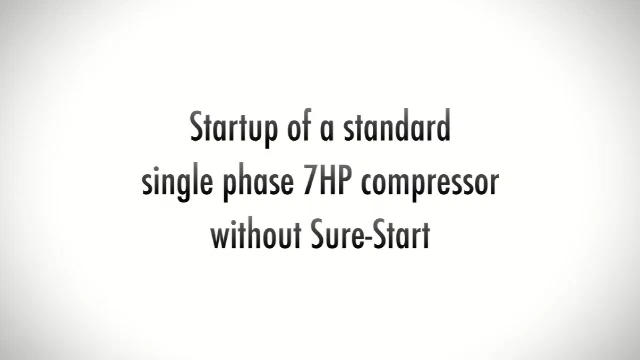 Startup of a standard
single phase 7HP compressor
without Sure-Start